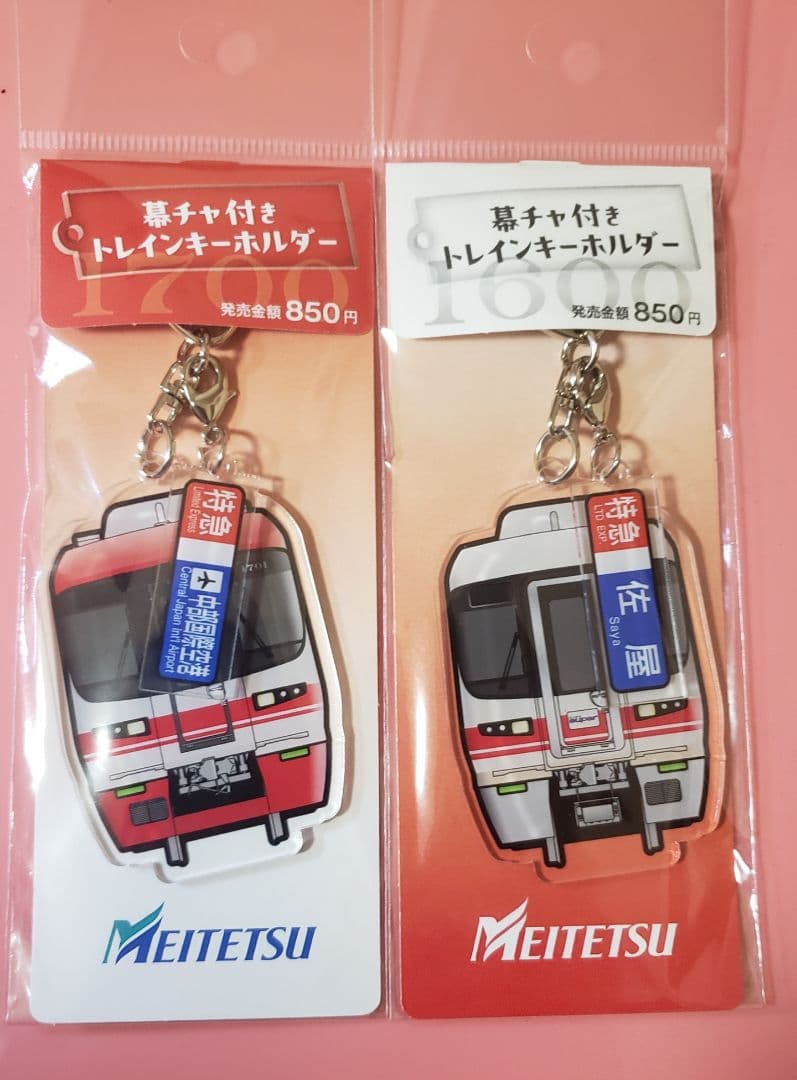 幕チャ付き
トレインキーホルダー
1700
発売金額850円
特急
Limited Express
中部国際空港
Central Japan Int'l Airport
1701
MEITETSU
幕チャ付き
トレインキーホルダー
1600
発売金額850円
特急
LTD EXP
佐屋
Saya
super
MEITETSU